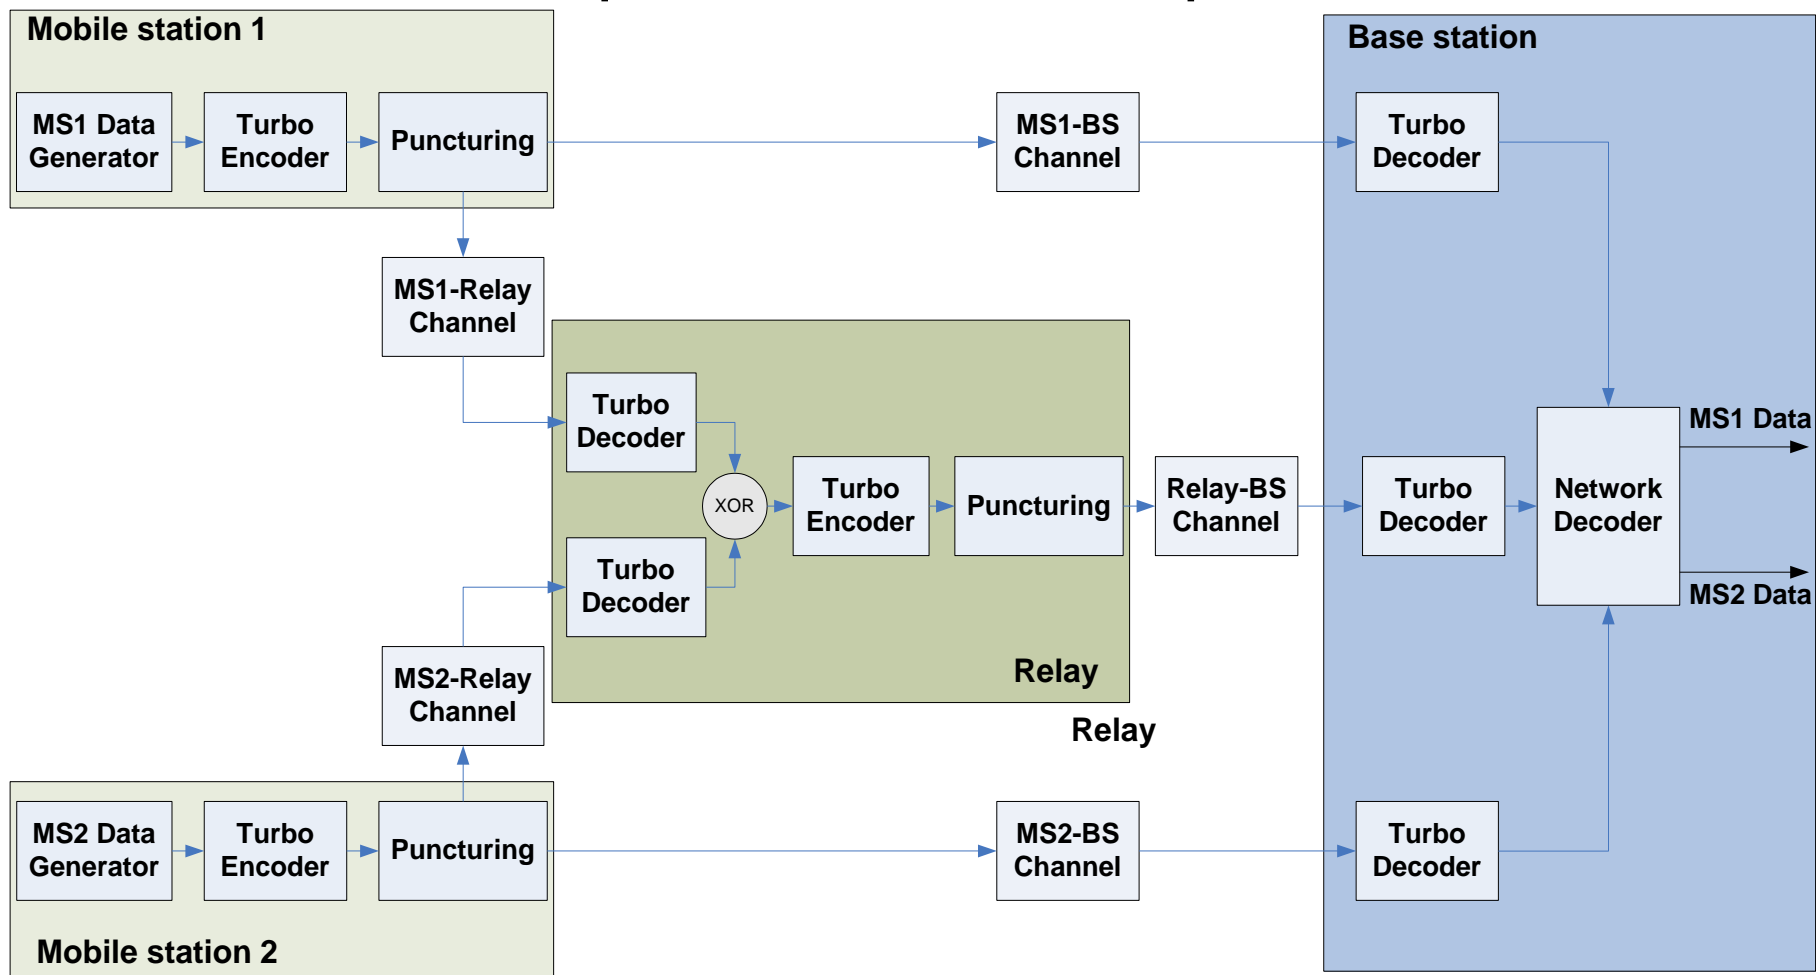 Mobile station 1
Base station
MS1 Data
Generator
Turbo
Encoder
Puncturing
MS1-BS
Channel
Turbo
Decoder
MS1-Relay
Channel
Turbo
Decoder
XOR
Turbo
Encoder
Puncturing
Relay-BS
Channel
Turbo
Decoder
Network
Decoder
MS1 Data
MS2 Data
Turbo
Decoder
Relay
Relay
MS2-Relay
Channel
MS2 Data
Generator
Turbo
Encoder
Puncturing
MS2-BS
Channel
Turbo
Decoder
Mobile station 2